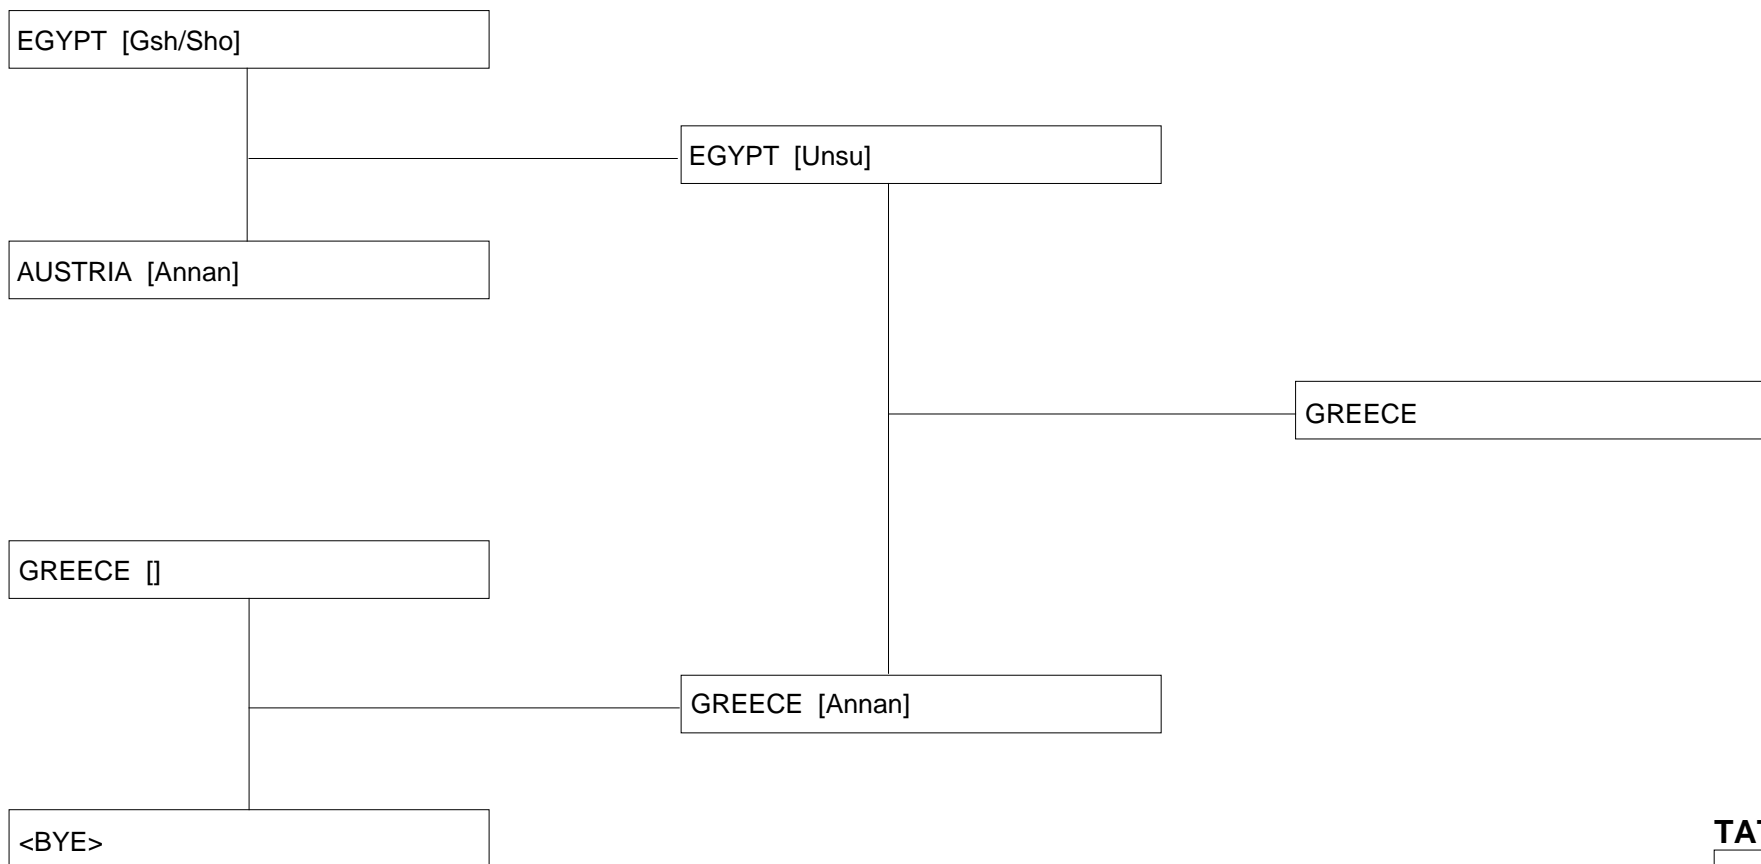 EGYPT [Gsh/Sho]
EGYPT [Unsu]
AUSTRIA [Annan]
GREECE
GREECE []
GREECE [Annan]
<BYE>